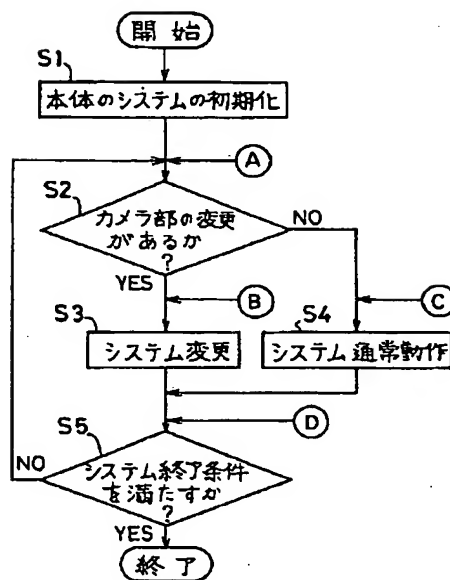 開始
S1
本体のシステムの初期化
A
S2
カメラ部の変更
があるか
?
NO
YES
B
C
S3
システム変更
S4
システム通常動作
D
S5
システム終了条件
を満たすか
?
NO
YES
終了